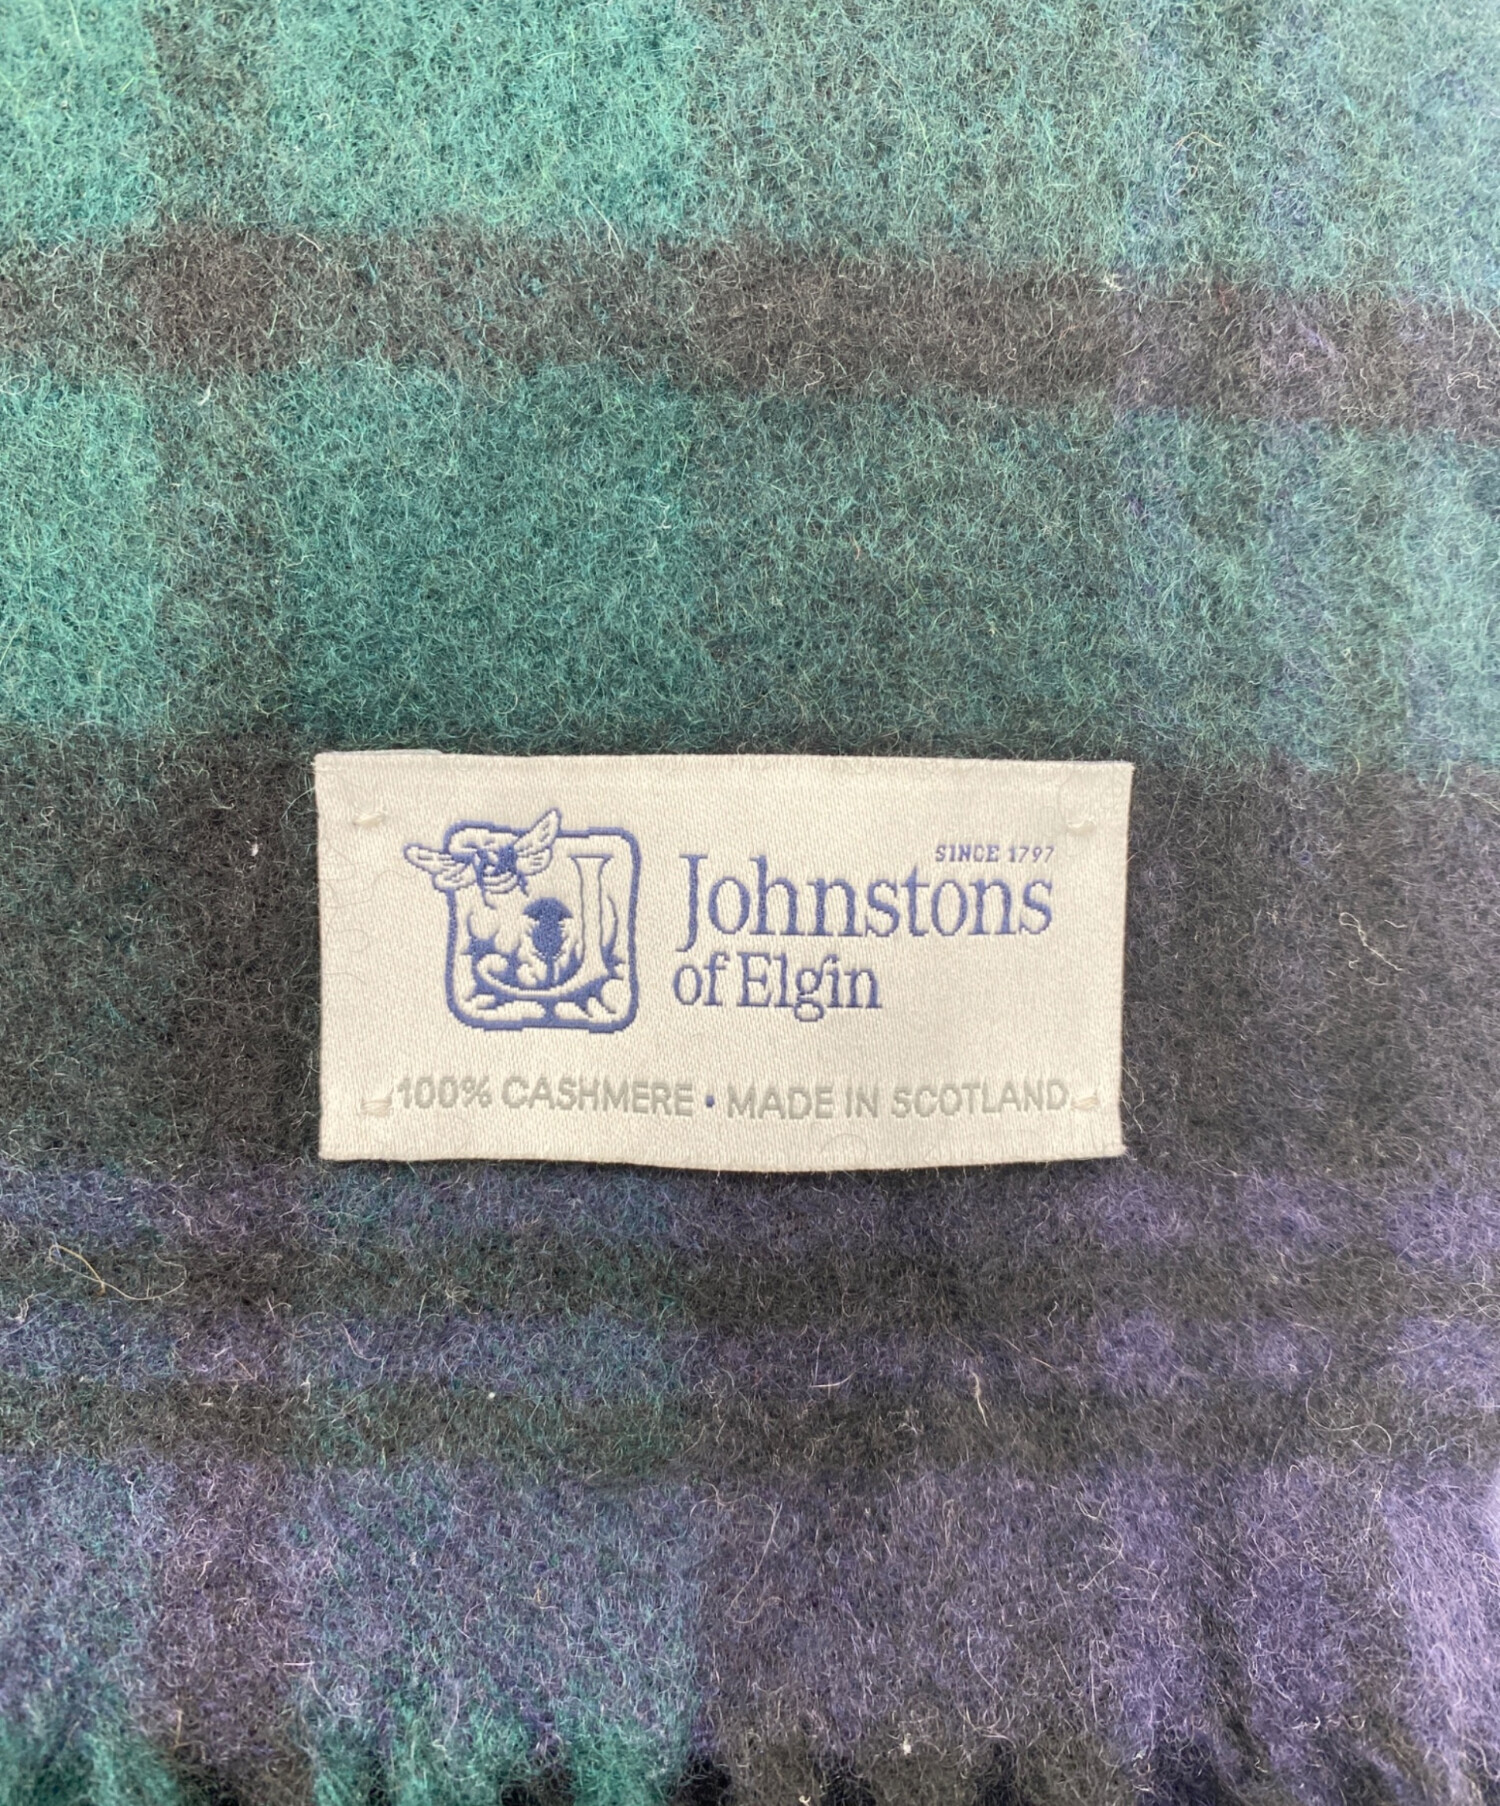 SINCE 1797
Johnstons
of Elgin
100% CASHMERE • MADE IN SCOTLAND